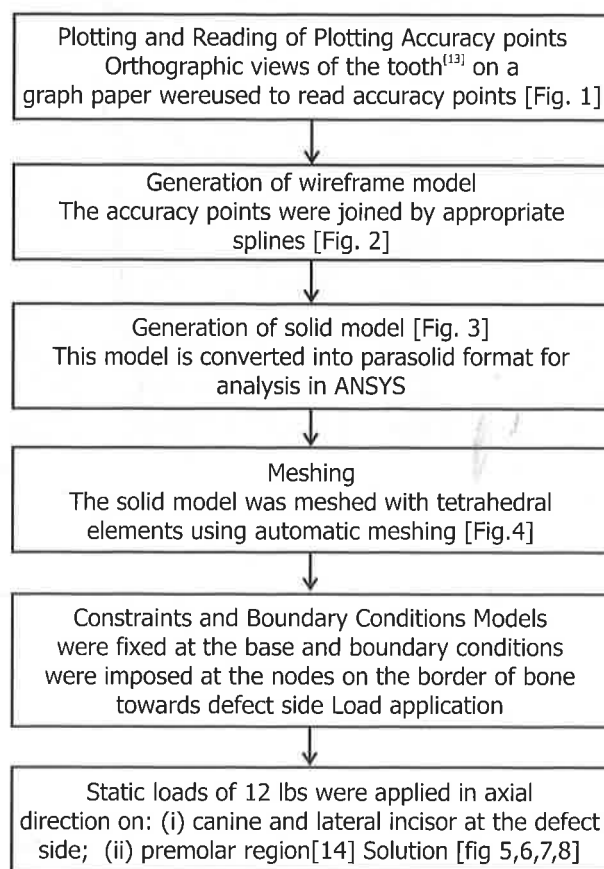 Plotting and Reading of Plotting Accuracy points
Orthographic views of the tooth[13] on a
graph paper wereused to read accuracy points [Fig. 1]
Generation of wireframe model
The accuracy points were joined by appropriate
splines [Fig. 2]
Generation of solid model [Fig. 3]
This model is converted into parasolid format for
analysis in ANSYS
Meshing
The solid model was meshed with tetrahedral
elements using automatic meshing [Fig.4]
Constraints and Boundary Conditions Models
were fixed at the base and boundary conditions
were imposed at the nodes on the border of bone
towards defect side Load application
Static loads of 12 lbs were applied in axial
direction on: (i) canine and lateral incisor at the defect
side; (ii) premolar region[14] Solution [fig 5,6,7,8]